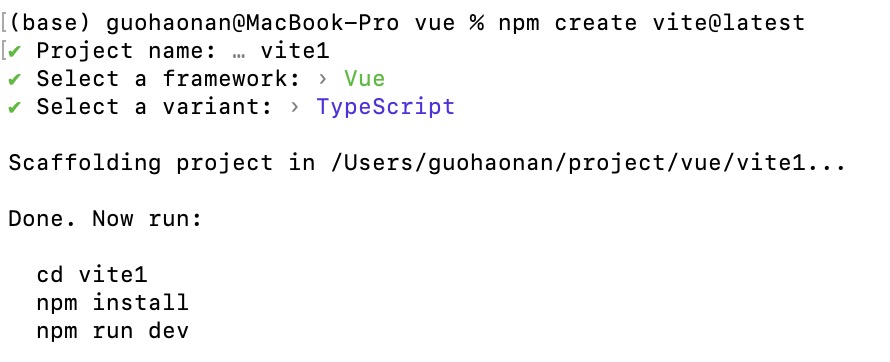 [(base) guohaonan@MacBook-Pro vue % npm create vite@latest
[✔ Project name: … vite1
✔ Select a framework: › Vue
✔ Select a variant: › TypeScript
Scaffolding project in /Users/guohaonan/project/vue/vite1...
Done. Now run:
cd vite1
npm install
npm run dev